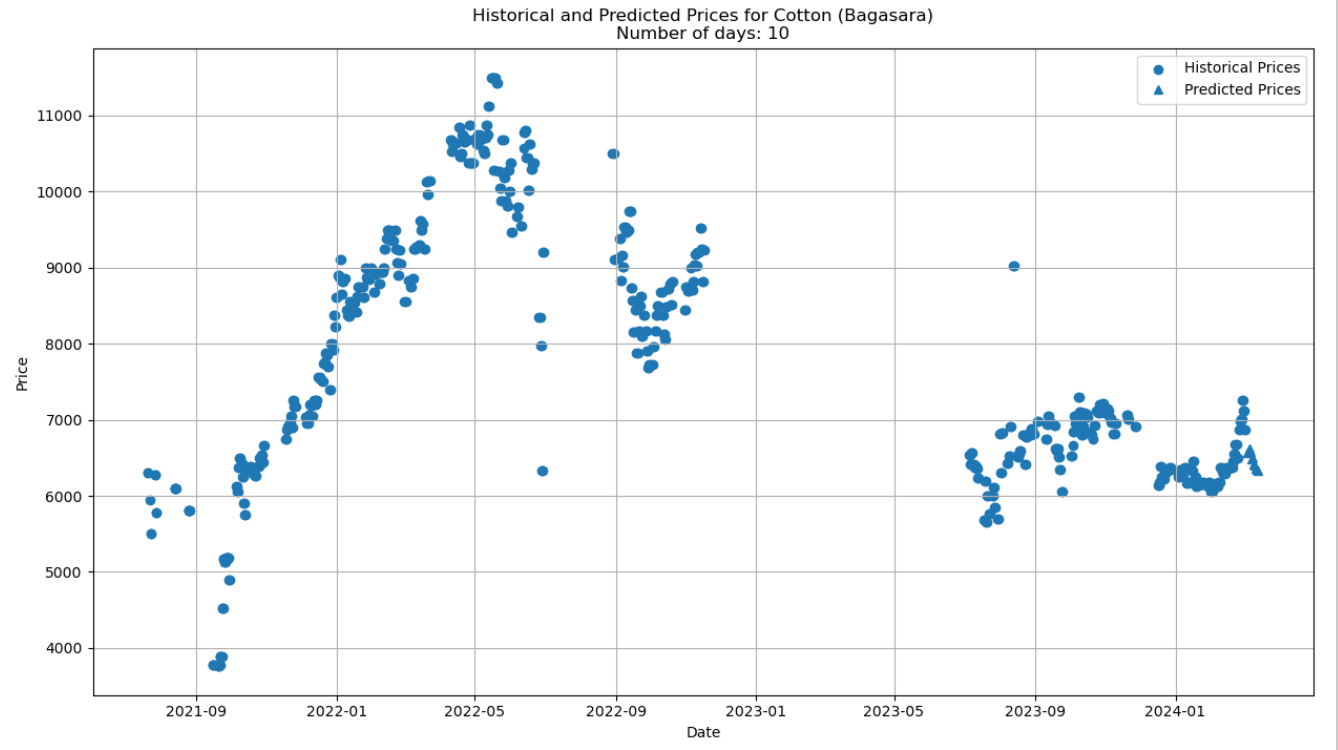 Historical and Predicted Prices for Cotton (Bagasara)
Number of days: 10
Historical Prices
Predicted Prices
11000
10000
9000
8000
7000
6000
5000
4000
Price
2021-09
2022-01
2022-05
2022-09
2023-01
2023-05
2023-09
2024-01
Date